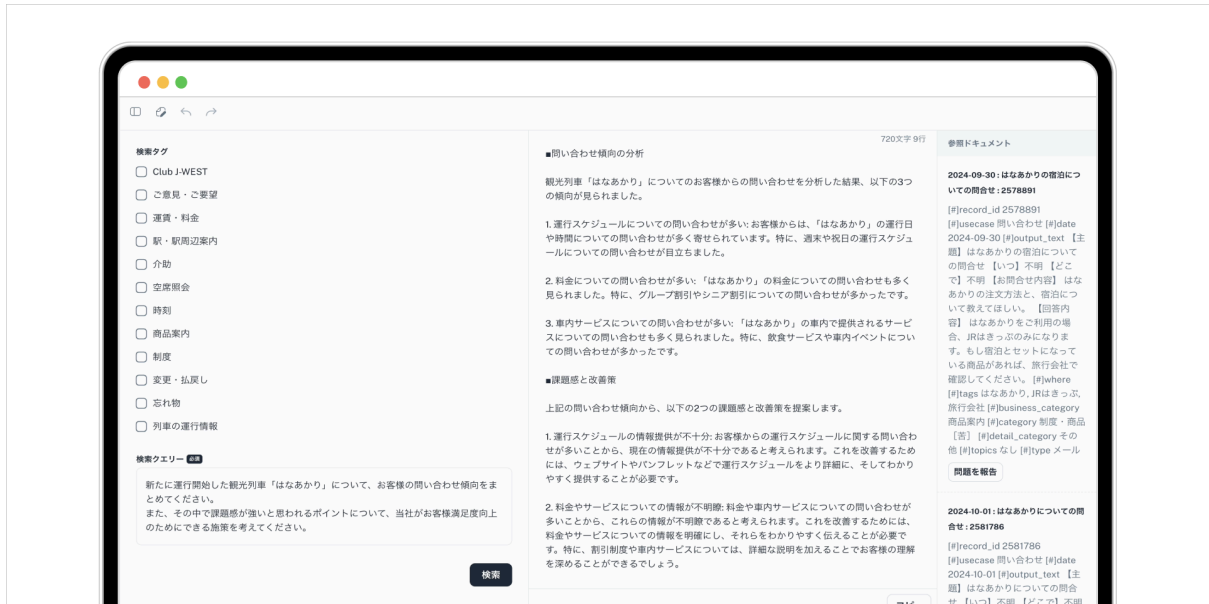 検索タグ
Club J-WEST
ご意見・ご要望
運賃・料金
駅・駅周辺案内
介助
空席照会
時刻
商品案内
制度
変更・払戻し
忘れ物
列車の運行情報
検索クエリー 必須
新たに運行開始した観光列車「はなあかり」について、お客様の問い合わせ傾向をま
とめてください。
また、その中で課題感が強いと思われるポイントについて、当社がお客様満足度向上
のためにできる施策を考えてください。
検索
720文字 9行
■問い合わせ傾向の分析
観光列車「はなあかり」についてのお客様からの問い合わせを分析した結果、以下の3つ
の傾向が見られました。
1. 運行スケジュールについての問い合わせが多い: お客様からは、「はなあかり」の運行日
や時間についての問い合わせが多く寄せられています。特に、週末や祝日の運行スケジュ
ールについての問い合わせが目立ちました。
2. 料金についての問い合わせが多い: 「はなあかり」の料金についての問い合わせも多く
見られました。特に、グループ割引やシニア割引についての問い合わせが多かったです。
3. 車内サービスについての問い合わせが多い: 「はなあかり」の車内で提供されるサービ
スについての問い合わせも多く見られました。特に、飲食サービスや車内イベントについ
ての問い合わせが多かったです。
■課題感と改善策
上記の問い合わせ傾向から、以下の2つの課題感と改善策を提案します。
1. 運行スケジュールの情報提供が不十分: お客様からの運行スケジュールに関する問い合わ
せが多いことから、現在の情報提供が不十分であると考えられます。これを改善するため
には、ウェブサイトやパンフレットなどで運行スケジュールをより詳細に、そしてわかり
やすく提供することが必要です。
2. 料金やサービスについての情報が不明瞭: 料金や車内サービスについての問い合わせが
多いことから、これらの情報が不明瞭であると考えられます。これを改善するためには、
料金やサービスについての情報を明確にし、それらをわかりやすく伝えることが必要で
す。特に、割引制度や車内サービスについては、詳細な説明を加えることでお客様の理解
を深めることができるでしょう。
コピー
参照ドキュメント
2024-09-30 : はなあかりの宿泊につ
いての問合せ : 2578891
[#]record_id 2578891
[#]usecase 問い合わせ [#]date
2024-09-30 [#]output_text 【主
題】はなあかりの宿泊について
の問合せ 【いつ】不明 【どこ
で】不明 【お問合せ内容】 はな
あかりの注文方法と、宿泊につ
いて教えてほしい。 【回答内
容】 はなあかりをご利用の場
合、JRはきっぷのみになりま
す。もし宿泊とセットになって
いる商品があれば、旅行会社で
確認してください。 [#]where
[#]tags はなあかり, JRはきっぷ,
旅行会社 [#]business_category
商品案内 [#]category 制度・商品
［苦］ [#]detail_category その
他 [#]topics なし [#]type メール
問題を報告
2024-10-01 : はなあかりについての問
合せ : 2581786
[#]record_id 2581786
[#]usecase 問い合わせ [#]date
2024-10-01 [#]output_text 【主
題】はなあかりについての問合
せ 【いつ】不明 【どこで】不明